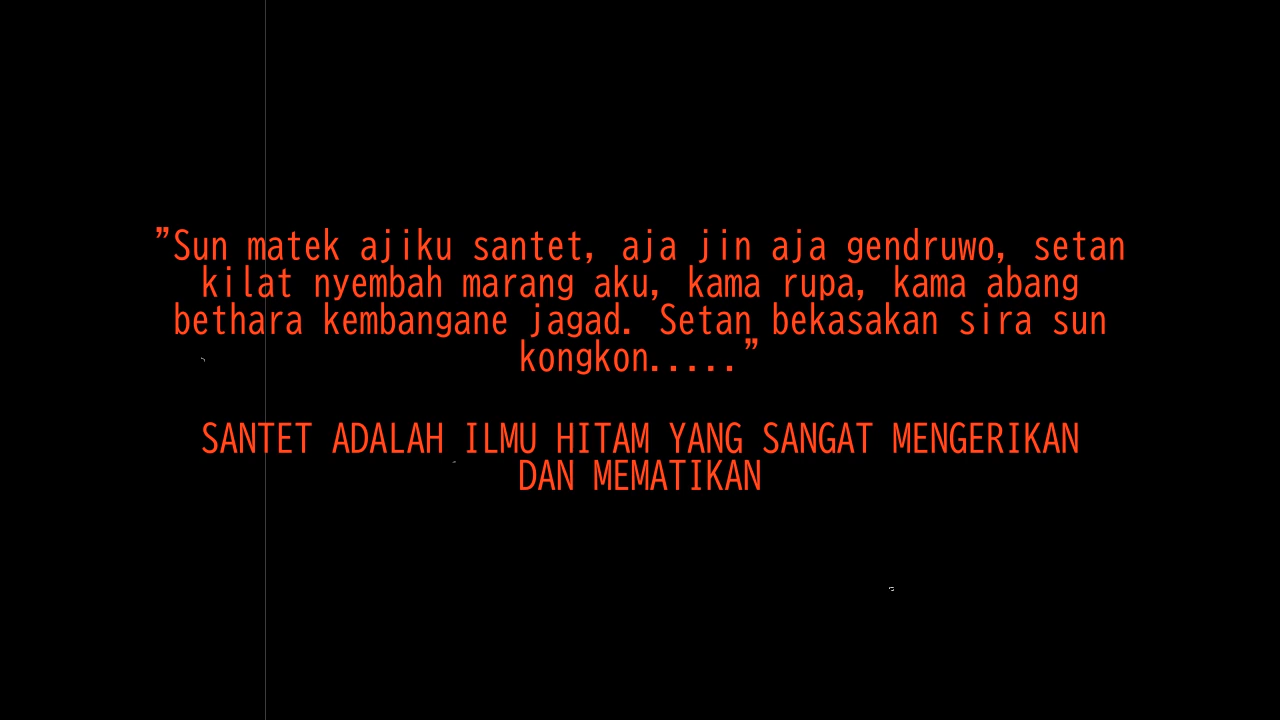 ”Sun matek ajiku santet, aja jin aja gendruwo, setan
kilat nyembah marang aku, kama rupa, kama abang
bethara kembangane jagad. Setan bekasakan sira sun
kongkon.....”
SANTET ADALAH ILMU HITAM YANG SANGAT MENGERIKAN
DAN MEMATIKAN